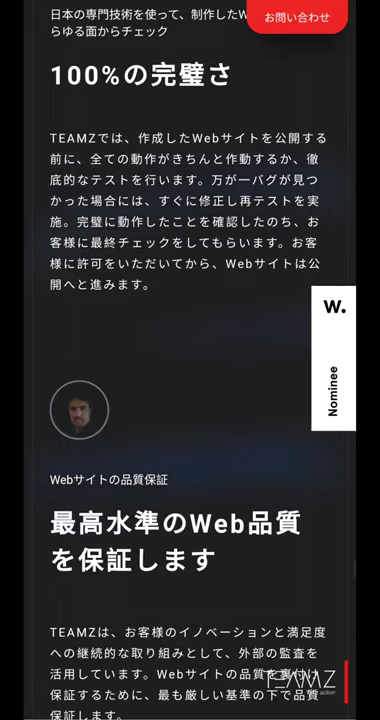 日本の専門技術を使って、制作したW
お問い合わせ
らゆる面からチェック
100%の完璧さ
TEAMZでは、作成したWebサイトを公開する
前に、全ての動作がきちんと作動するか、徹
底的なテストを行います。万が一バグが見つ
かった場合には、すぐに修正し再テストを実
施。完璧に動作したことを確認したのち、お
客様に最終チェックをしてもらいます。お客
様に許可をいただいてから、Webサイトは公
開へと進みます。
W.
Nominee
Webサイトの品質保証
最高水準のWeb品質
を保証します
TEAMZは、お客様のイノベーションと満足度
への継続的な取り組みとして、外部の監査を
活用しています。Webサイトの品質を裏付け
TEAMZ
action
保証するために、最も厳しい基準の下で品質
保証します。